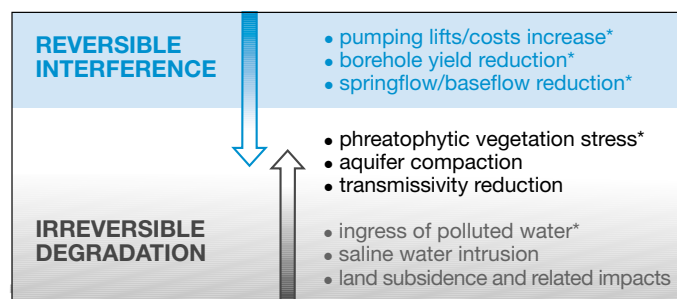 REVERSIBLE
INTERFERENCE
• pumping lifts/costs increase*
• borehole yield reduction*
• springflow/baseflow reduction*
• phreatophytic vegetation stress*
• aquifer compaction
• transmissivity reduction
IRREVERSIBLE
DEGRADATION
• ingress of polluted water*
• saline water intrusion
• land subsidence and related impacts